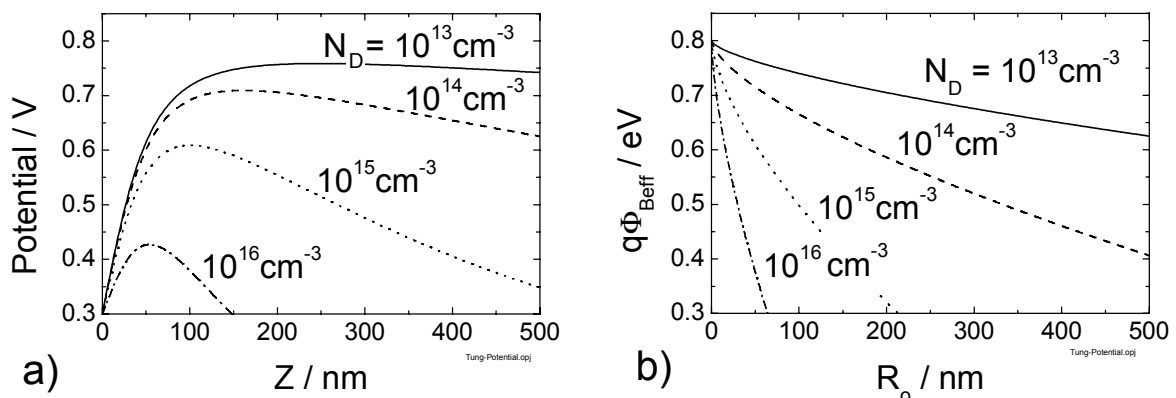 0.8
0.7
0.6
0.5
0.4
0.3
Potential / V
N_D = 10^13 cm^-3
10^14 cm^-3
10^15 cm^-3
10^16 cm^-3
0 100 200 300 400 500
Tung-Potential.opj
a)
Z / nm
0.8
0.7
0.6
0.5
0.4
0.3
qΦ_Beff / eV
N_D = 10^13 cm^-3
10^14 cm^-3
10^15 cm^-3
10^16 cm^-3
0 100 200 300 400 500
Tung-Potential.opj
b)
R_o / nm